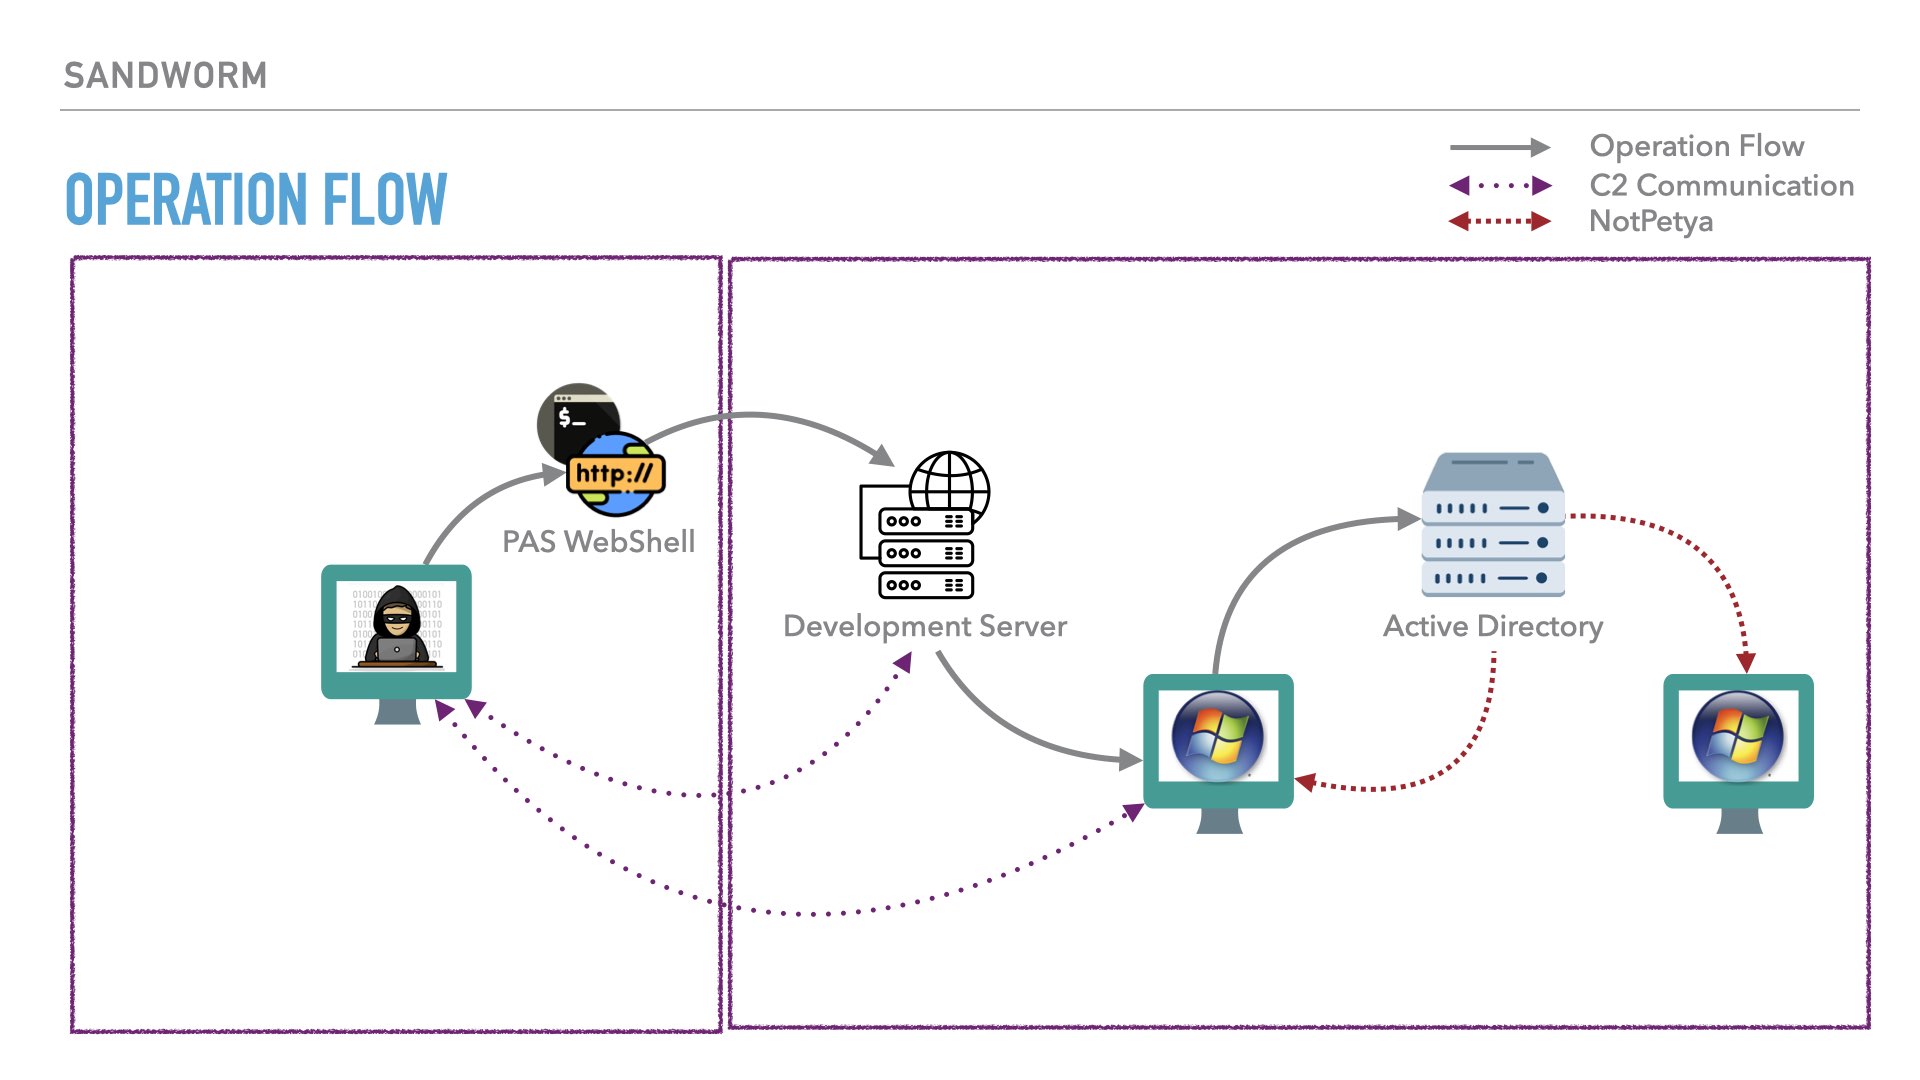 SANDWORM
OPERATION FLOW
Operation Flow
C2 Communication
NotPetya
$_
http://
PAS WebShell
Development Server
Active Directory